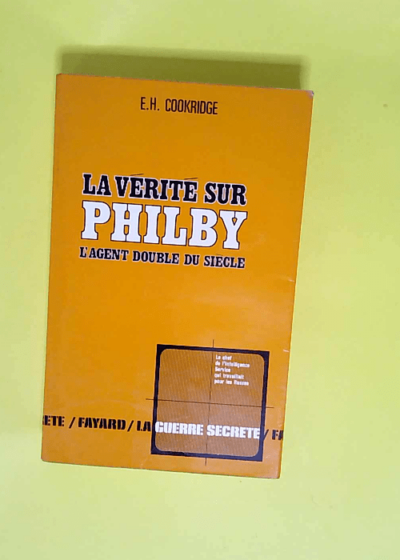 E.H. COOKRIDGE
LA VÉRITÉ SUR
PHILBY
L'AGENT DOUBLE DU SIECLE
Le chef
de l'Intelligence
Service
qui travaillait
pour les Russes
ETE / FAYARD / LA GUERRE SECRETE / FA